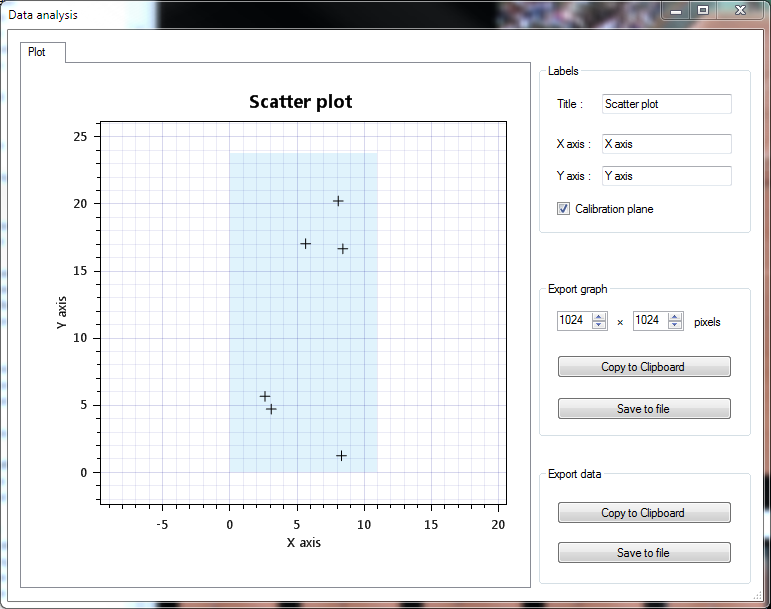 Data analysis
Plot
Scatter plot
25
20
15
10
5
0
Y axis
-5
0
5
10
15
20
X axis
Labels
Title : Scatter plot
X axis : X axis
Y axis : Y axis
Calibration plane
Export graph
1024 × 1024 pixels
Copy to Clipboard
Save to file
Export data
Copy to Clipboard
Save to file